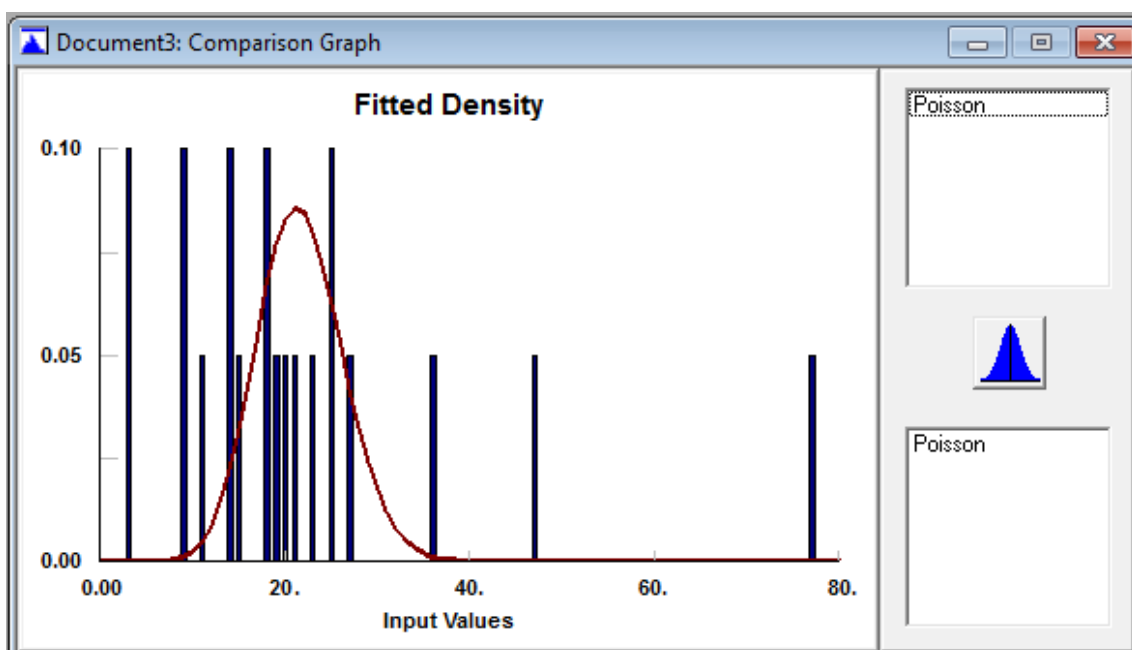 Document3: Comparison Graph
Fitted Density
Poisson
0.10
0.05
0.00
0.00 20. 40. 60. 80.
Input Values
Poisson